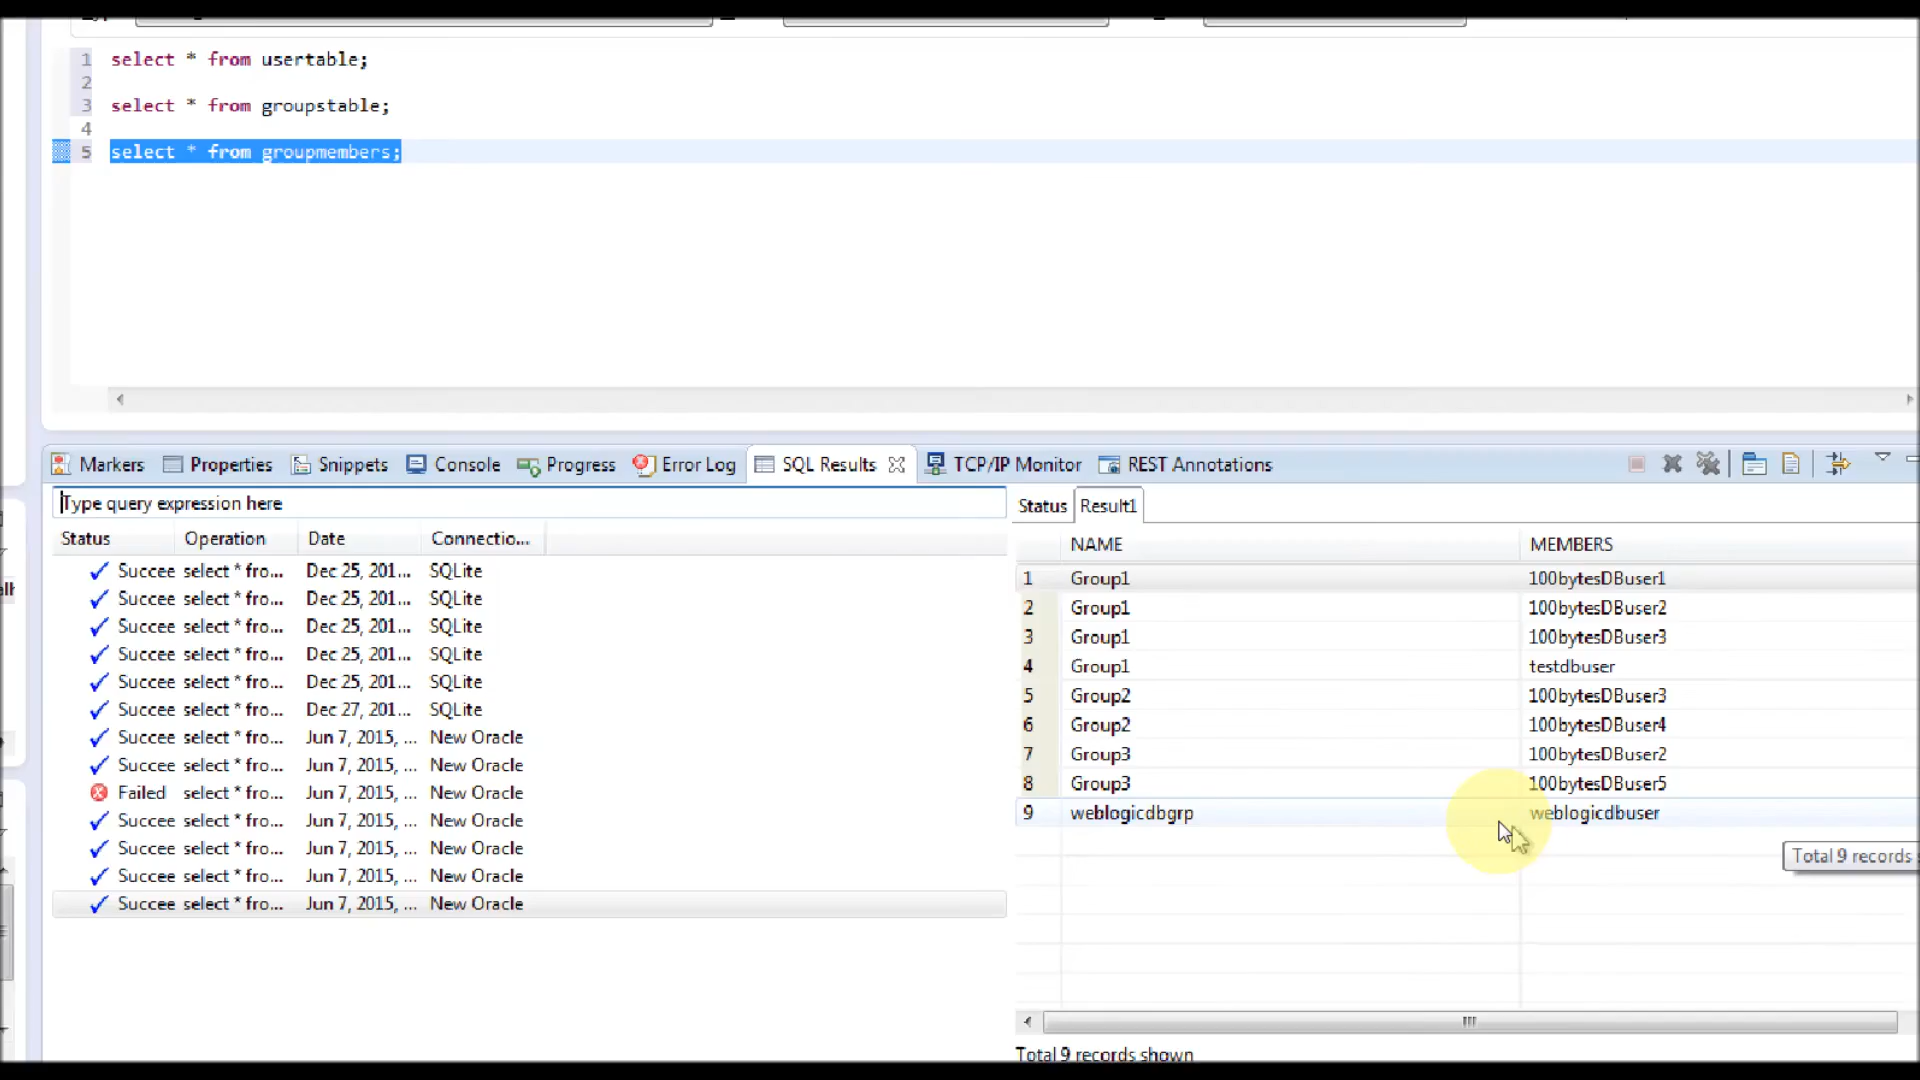 1 select * from usertable;
2
3 select * from groupstable;
4
5 select * from groupmembers;
Markers Properties Snippets Console Progress Error Log SQL Results TCP/IP Monitor REST Annotations
Type query expression here
Status Operation Date Connectio...
Succee select * fro... Dec 25, 201... SQLite
Succee select * fro... Dec 25, 201... SQLite
Succee select * fro... Dec 25, 201... SQLite
Succee select * fro... Dec 25, 201... SQLite
Succee select * fro... Dec 25, 201... SQLite
Succee select * fro... Dec 27, 201... SQLite
Succee select * fro... Jun 7, 2015, ... New Oracle
Succee select * fro... Jun 7, 2015, ... New Oracle
Failed select * fro... Jun 7, 2015, ... New Oracle
Succee select * fro... Jun 7, 2015, ... New Oracle
Succee select * fro... Jun 7, 2015, ... New Oracle
Succee select * fro... Jun 7, 2015, ... New Oracle
Succee select * fro... Jun 7, 2015, ... New Oracle
Status Result1
NAME MEMBERS
1 Group1 100bytesDBuser1
2 Group1 100bytesDBuser2
3 Group1 100bytesDBuser3
4 Group1 testdbuser
5 Group2 100bytesDBuser3
6 Group2 100bytesDBuser4
7 Group3 100bytesDBuser2
8 Group3 100bytesDBuser5
9 weblogicdbgrp weblogicdbuser
Total 9 records
Total 9 records shown